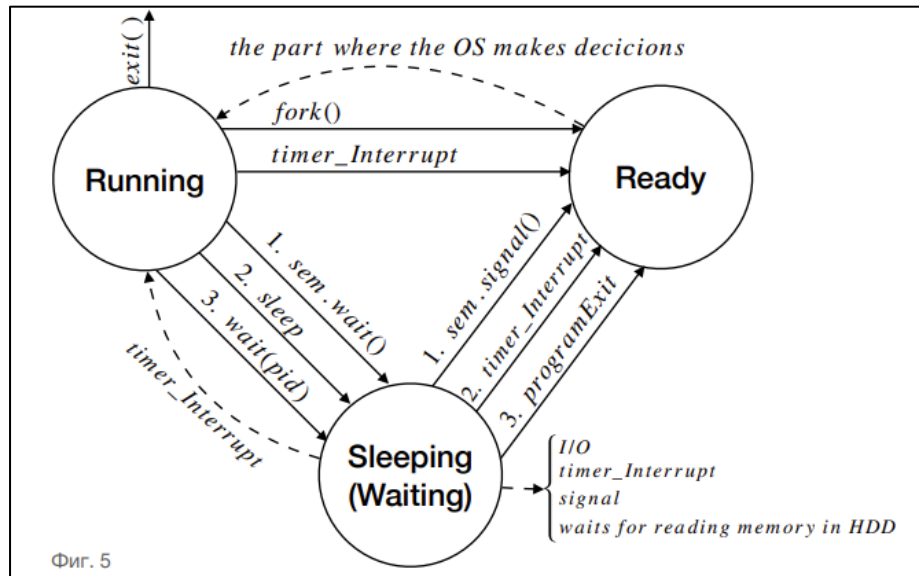 exit()
the part where the OS makes decicions
fork()
timer_Interrupt
Running
Ready
1. sem.wait()
2. sleep
3. wait(pid)
1. sem.signal()
2. timer_Interrupt
3. programExit
timer_Interrupt
Sleeping
(Waiting)
I/O
timer_Interrupt
signal
waits for reading memory in HDD
Фиг. 5